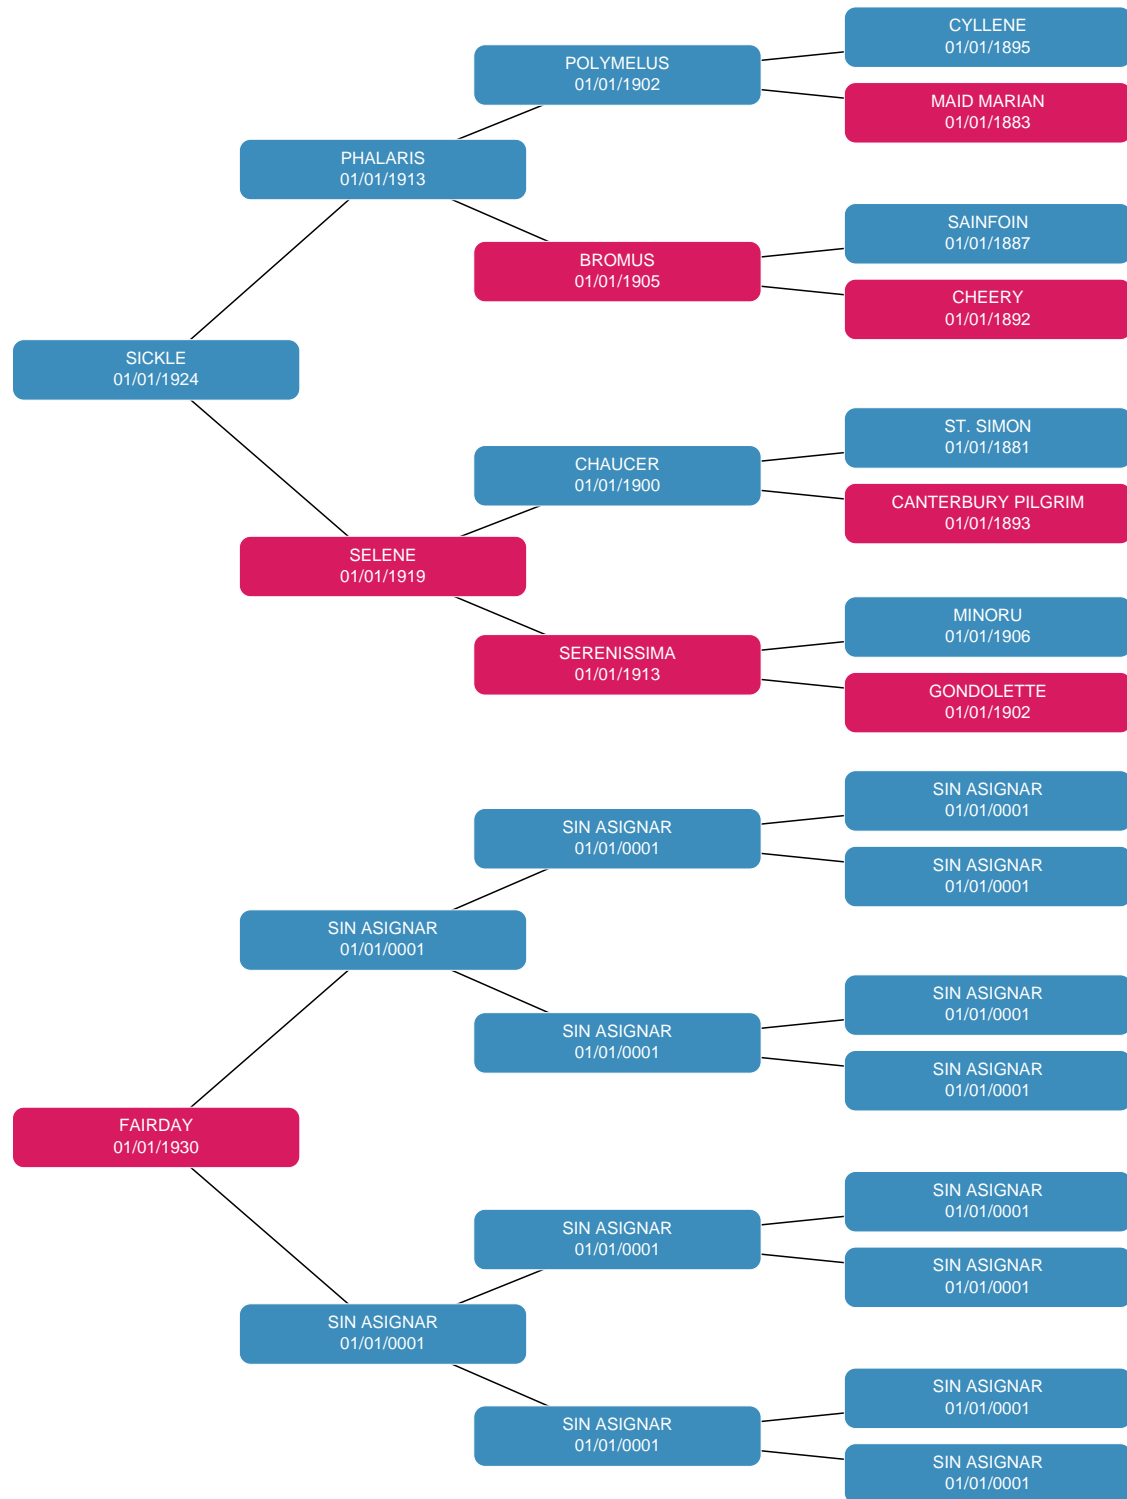 CYLLENE
01/01/1895
POLYMELUS
01/01/1902
MAID MARIAN
01/01/1883
PHALARIS
01/01/1913
SAINFOIN
01/01/1887
BROMUS
01/01/1905
CHEERY
01/01/1892
SICKLE
01/01/1924
ST. SIMON
01/01/1881
CHAUCER
01/01/1900
CANTERBURY PILGRIM
01/01/1893
SELENE
01/01/1919
MINORU
01/01/1906
SERENISSIMA
01/01/1913
GONDOLETTE
01/01/1902
SIN ASIGNAR
01/01/0001
SIN ASIGNAR
01/01/0001
SIN ASIGNAR
01/01/0001
SIN ASIGNAR
01/01/0001
SIN ASIGNAR
01/01/0001
SIN ASIGNAR
01/01/0001
SIN ASIGNAR
01/01/0001
FAIRDAY
01/01/1930
SIN ASIGNAR
01/01/0001
SIN ASIGNAR
01/01/0001
SIN ASIGNAR
01/01/0001
SIN ASIGNAR
01/01/0001
SIN ASIGNAR
01/01/0001
SIN ASIGNAR
01/01/0001
SIN ASIGNAR
01/01/0001